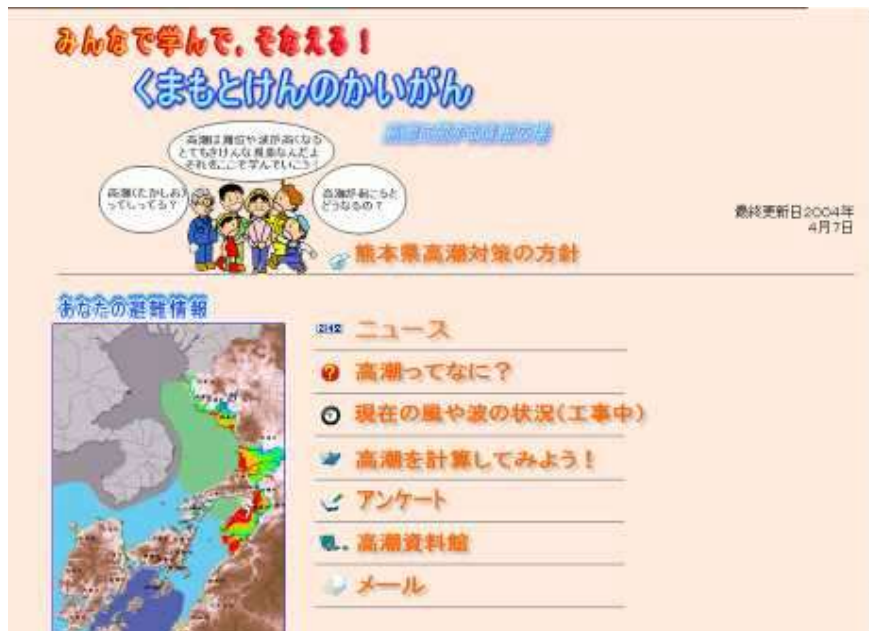 みんなで学んで、そなえる！
くまもとけんのかいがん
高潮は潮位や波が高くなる
とてもきけんな現象なんだよ
それをここで学んでいこう！
高潮(たかしお)
ってしってる？
高潮がおこると
どうなるの？
最終更新日2004年
4月7日
熊本県高潮対策の方針
あなたの避難情報
ニュース
高潮ってなに？
現在の風や波の状況(工事中)
高潮を計算してみよう！
アンケート
高潮資料館
メール